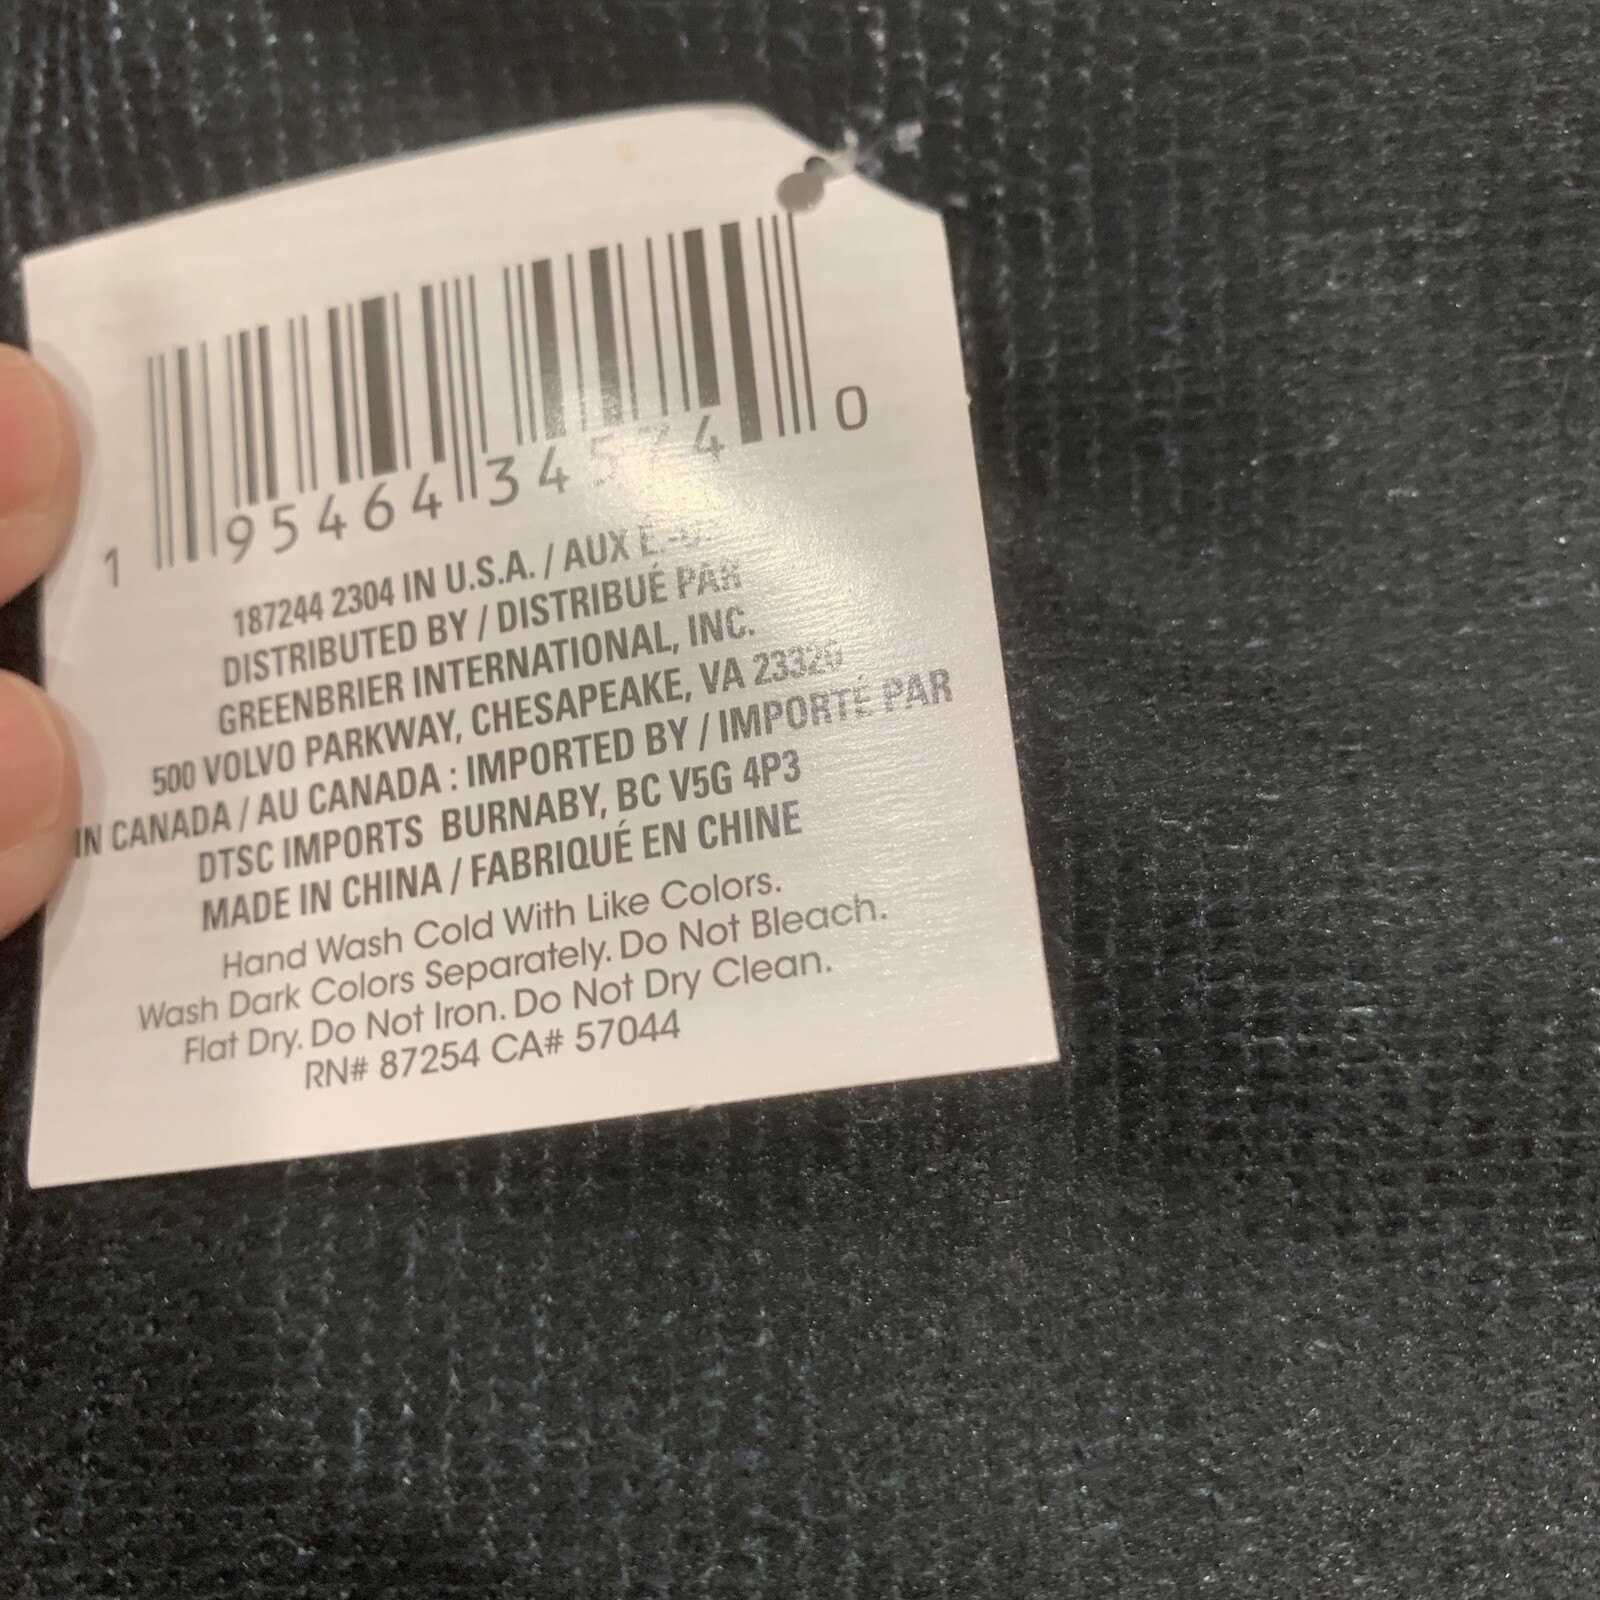 1 95464 34574 0
187244 2304 IN U.S.A. / AUX É.-U.
DISTRIBUTED BY / DISTRIBUÉ PAR
GREENBRIER INTERNATIONAL, INC.
500 VOLVO PARKWAY, CHESAPEAKE, VA 23320
IN CANADA / AU CANADA : IMPORTED BY / IMPORTÉ PAR
DTSC IMPORTS BURNABY, BC V5G 4P3
MADE IN CHINA / FABRIQUÉ EN CHINE
Hand Wash Cold With Like Colors.
Wash Dark Colors Separately. Do Not Bleach.
Flat Dry. Do Not Iron. Do Not Dry Clean.
RN# 87254 CA# 57044